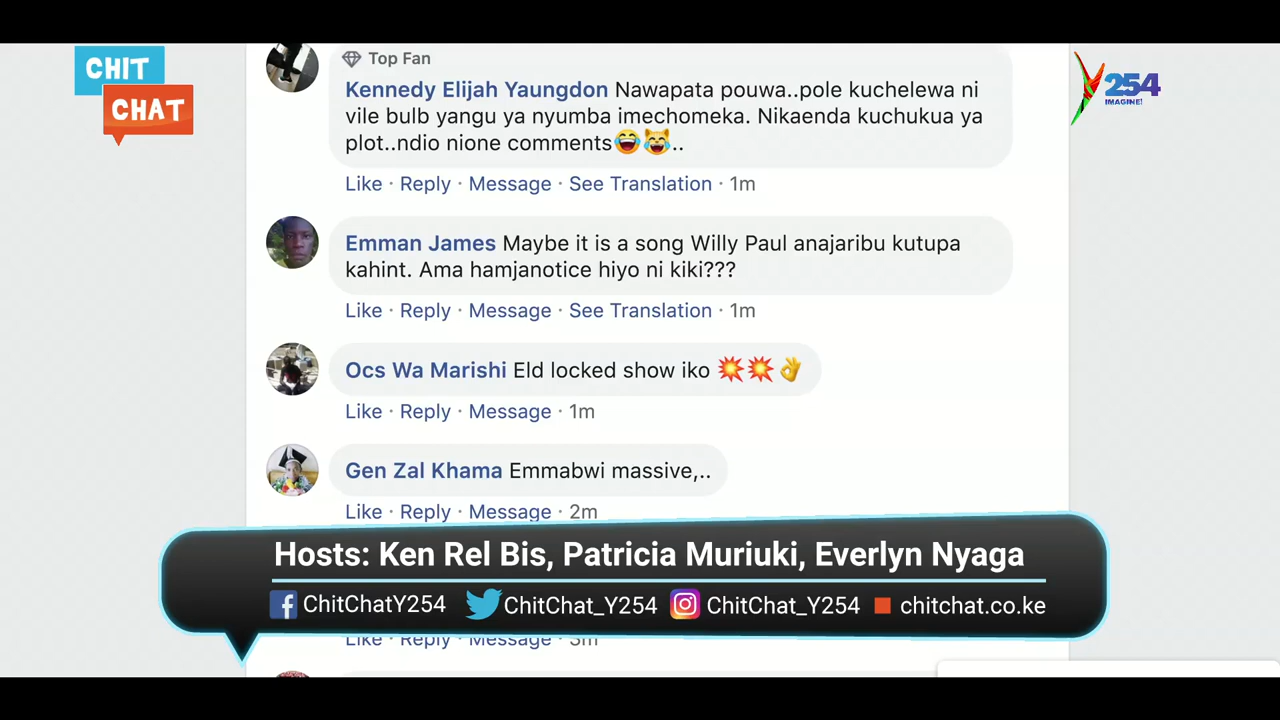 CHIT
CHAT
Y254
IMAGINE!
Top Fan
Kennedy Elijah Yaungdon Nawapata pouwa..pole kuchelewa ni
vile bulb yangu ya nyumba imechomeka. Nikaenda kuchukua ya
plot..ndio nione comments😂😹..
Like · Reply · Message · See Translation · 1m
Emman James Maybe it is a song Willy Paul anajaribu kutupa
kahint. Ama hamjanotice hiyo ni kiki???
Like · Reply · Message · See Translation · 1m
Ocs Wa Marishi Eld locked show iko 💥💥👌
Like · Reply · Message · 1m
Gen Zal Khama Emmabwi massive,..
Like · Reply · Message · 2m
Hosts: Ken Rel Bis, Patricia Muriuki, Everlyn Nyaga
ChitChatY254 ChitChat_Y254 ChitChat_Y254 chitchat.co.ke
Like · Reply · Message · 3m